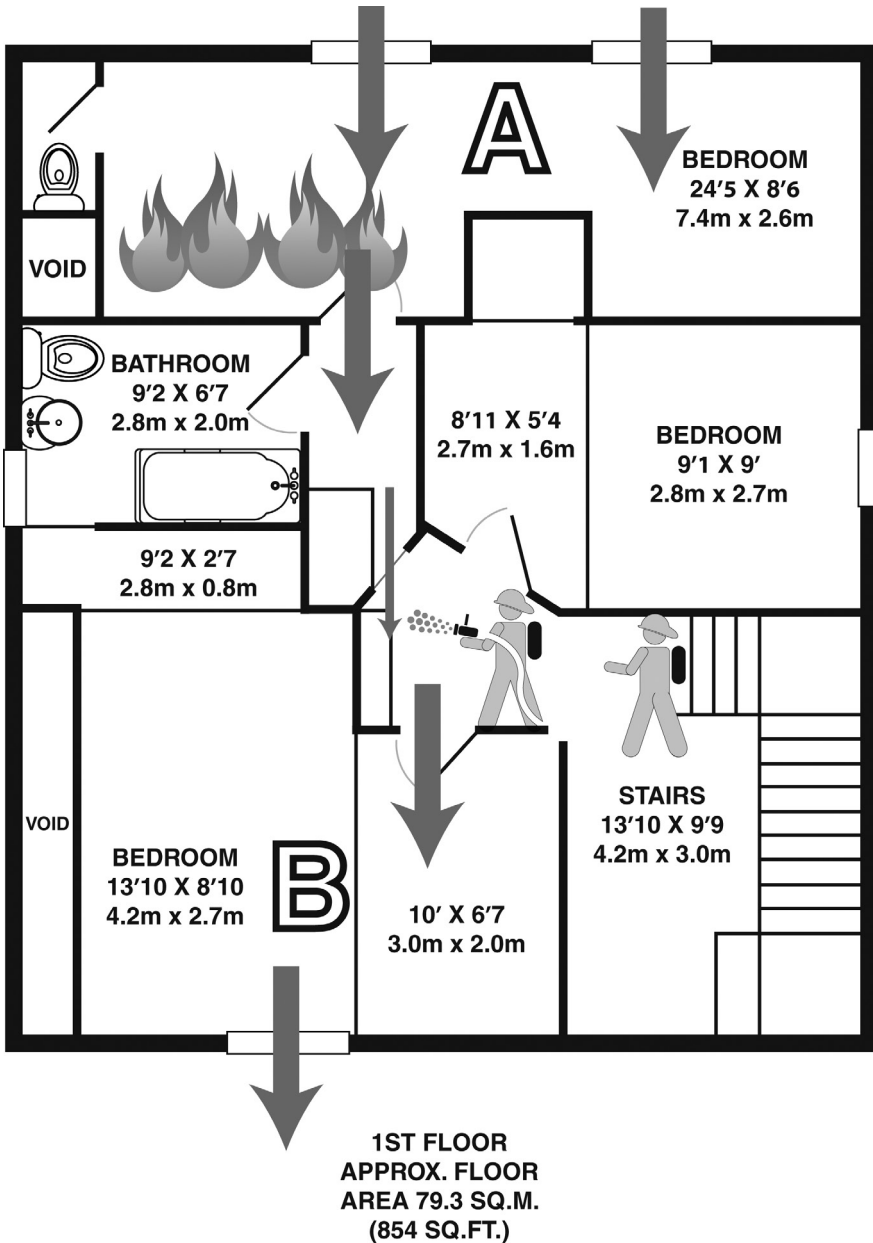 A
BEDROOM
24'5 X 8'6
7.4m x 2.6m
VOID
BATHROOM
9'2 X 6'7
2.8m x 2.0m
8'11 X 5'4
2.7m x 1.6m
BEDROOM
9'1 X 9'
2.8m x 2.7m
9'2 X 2'7
2.8m x 0.8m
VOID
BEDROOM
13'10 X 8'10
4.2m x 2.7m
B
10' X 6'7
3.0m x 2.0m
STAIRS
13'10 X 9'9
4.2m x 3.0m
1ST FLOOR
APPROX. FLOOR
AREA 79.3 SQ.M.
(854 SQ.FT.)